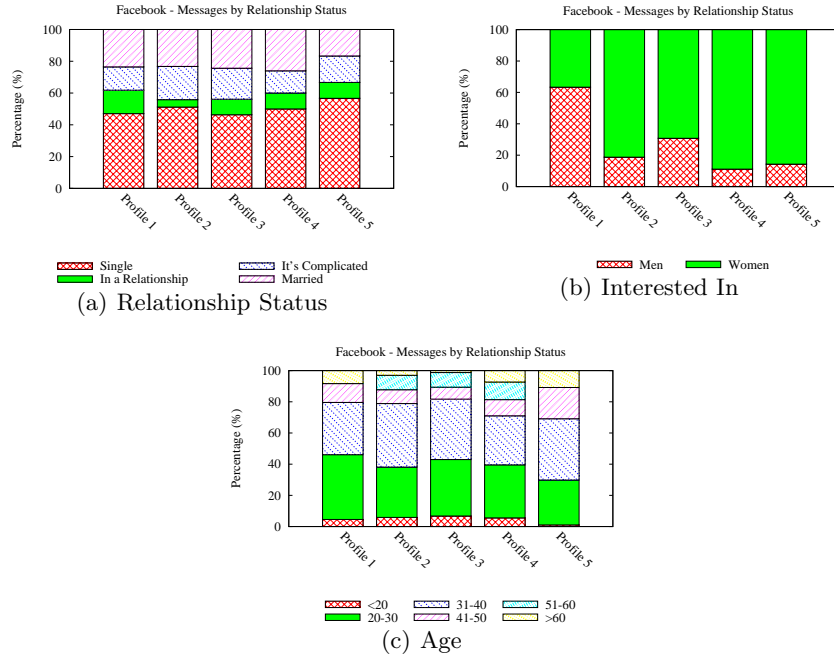 Facebook - Messages by Relationship Status
Percentage (%)
100
80
60
40
20
0
Profile 1
Profile 2
Profile 3
Profile 4
Profile 5
Single
In a Relationship
It's Complicated
Married
(a) Relationship Status
Facebook - Messages by Relationship Status
Percentage (%)
100
80
60
40
20
0
Profile 1
Profile 2
Profile 3
Profile 4
Profile 5
Men
Women
(b) Interested In
Facebook - Messages by Relationship Status
Percentage (%)
100
80
60
40
20
0
Profile 1
Profile 2
Profile 3
Profile 4
Profile 5
<20
20-30
31-40
41-50
51-60
>60
(c) Age